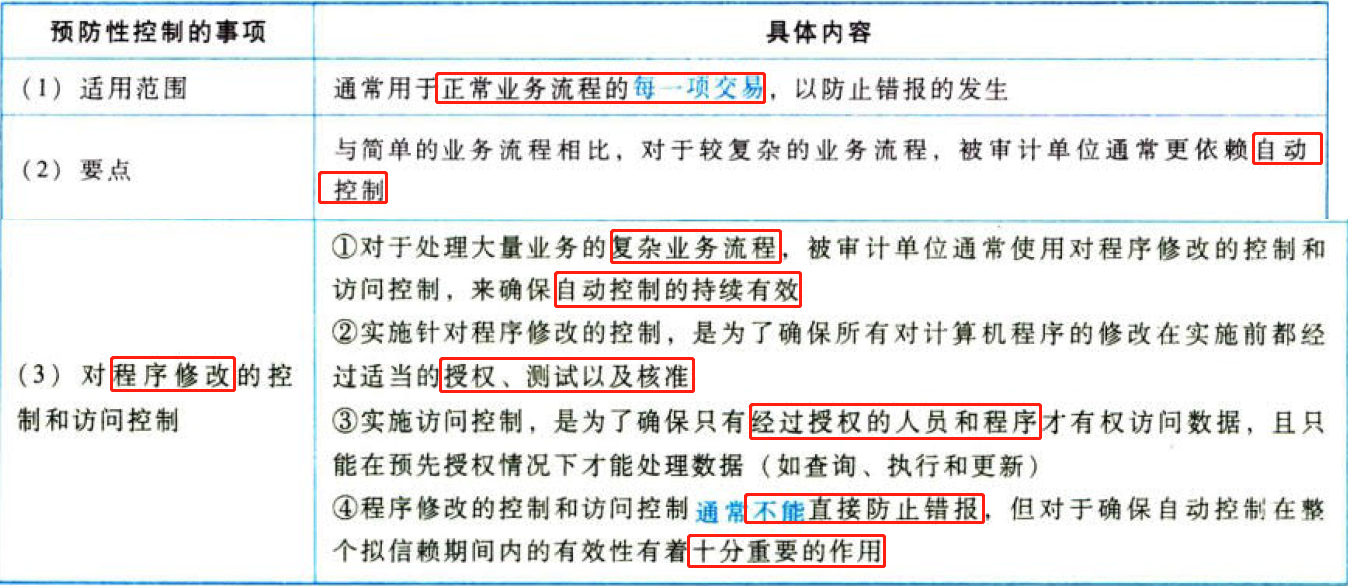 预防性控制的事项
具体内容
(1)适用范围
通常用于正常业务流程的每一项交易，以防止错报的发生
(2)要点
与简单的业务流程相比，对于较复杂的业务流程，被审计单位通常更依赖自动
控制
(3)对程序修改的控
制和访问控制
①对于处理大量业务的复杂业务流程，被审计单位通常使用对程序修改的控制和
访问控制，来确保自动控制的持续有效
②实施针对程序修改的控制，是为了确保所有对计算机程序的修改在实施前都经
过适当的授权、测试以及核准
③实施访问控制，是为了确保只有经过授权的人员和程序才有权访问数据，且只
能在预先授权情况下才能处理数据（如查询、执行和更新）
④程序修改的控制和访问控制通常不能直接防止错报，但对于确保自动控制在整
个拟信赖期间内的有效性有着十分重要的作用